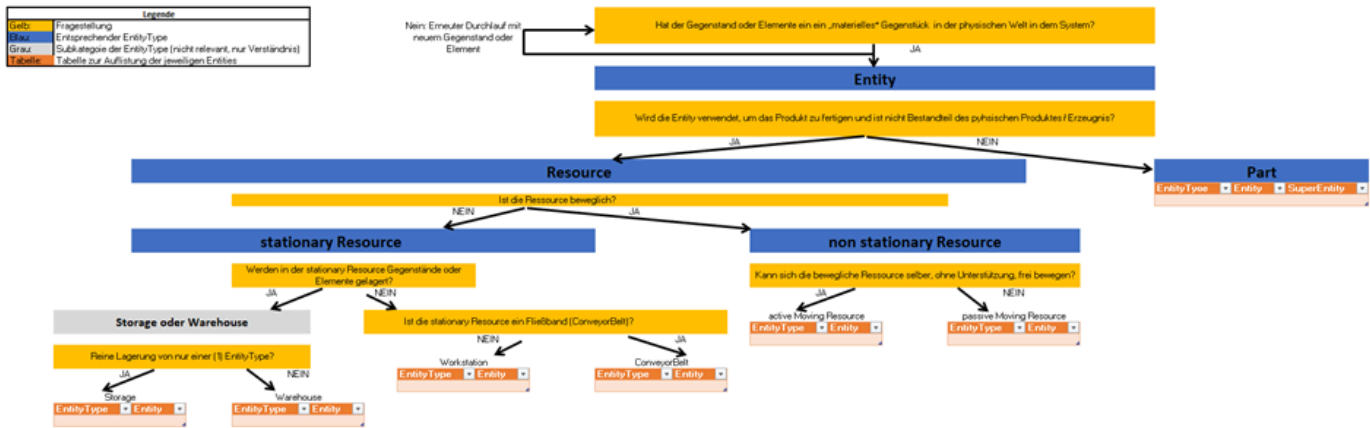 Legende
Gelb: Fragestellung
Blau: Entsprechender EntityType
Grau: Subkategoie der EntityType (nicht relevant, nur Verständnis)
Tabelle: Tabelle zur Auflistung der jeweiligen Entities
Nein: Erneuter Durchlauf mit
neuem Gegenstand oder
Element
Hat der Gegenstand oder Elemente ein ein „materielles“ Gegenstück in der physischen Welt in dem System?
JA
Entity
Wird die Entity verwendet, um das Produkt zu fertigen und ist nicht Bestandteil des pyhsischen Produktes / Erzeugnis?
JA
NEIN
Resource
Part
EntityType Entity SuperEntity
Ist die Ressource beweglich?
NEIN
JA
stationary Resource
non stationary Resource
Werden in der stationary Resource Gegenstände oder
Elemente gelagert?
Kann sich die bewegliche Ressource selber, ohne Unterstützung, frei bewegen?
JA
NEIN
JA
NEIN
Storage oder Warehouse
Ist die stationary Resource ein Fließband (ConveyorBelt)?
active Moving Resource
EntityType Entity
passive Moving Resource
EntityType Entity
NEIN
JA
Reine Lagerung von nur einer (1) EntityType?
Workstation
EntityType Entity
ConveyorBelt
EntityType Entity
JA
NEIN
Storage
EntityType Entity
Warehouse
EntityType Entity